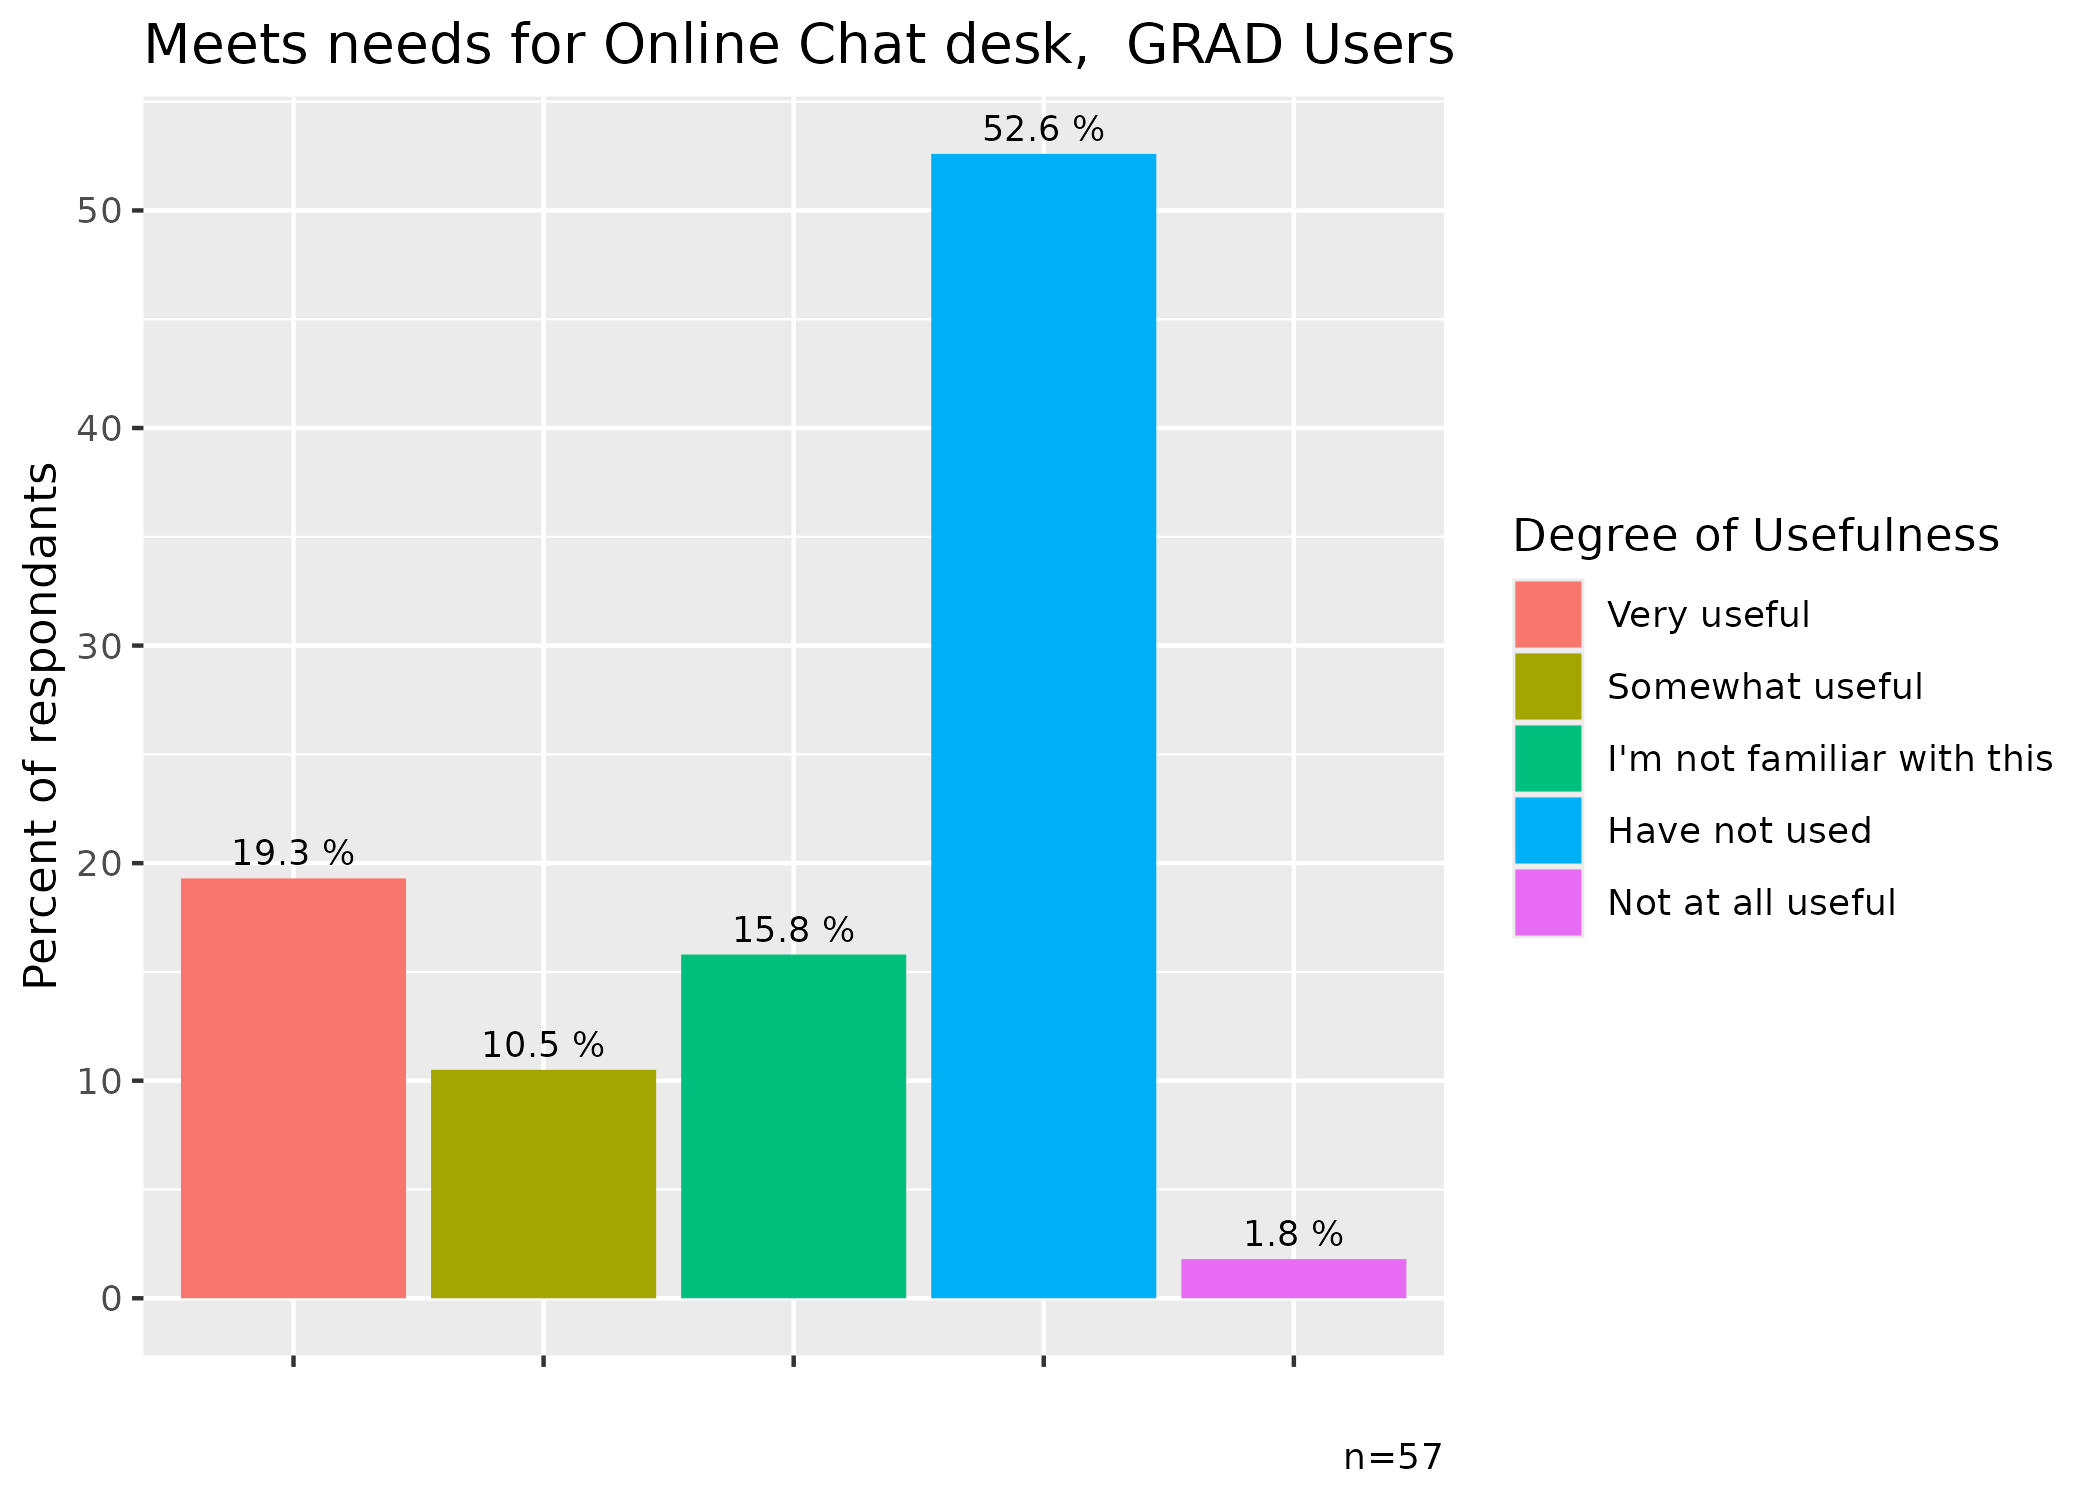 Meets needs for Online Chat desk,  GRAD Users
Percent of respondants
50
40
30
20
10
0
19.3 %
10.5 %
15.8 %
52.6 %
1.8 %
Degree of Usefulness
Very useful
Somewhat useful
I'm not familiar with this
Have not used
Not at all useful
n=57